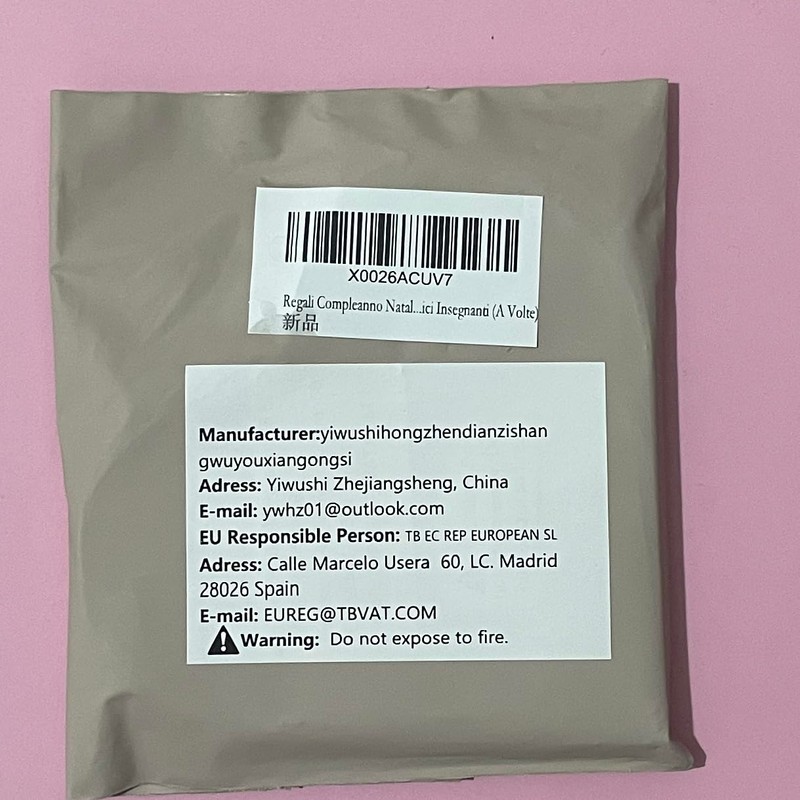 X0026ACUV7
Regali Compleanno Natal...ici Insegnanti (A Volte)
新品
Manufacturer:yiwushihongzhendianzishan
gwuyouxiangongsi
Adress: Yiwushi Zhejiangsheng, China
E-mail: ywhz01@outlook.com
EU Responsible Person: TB EC REP EUROPEAN SL
Adress: Calle Marcelo Usera 60, LC. Madrid
28026 Spain
E-mail: EUREG@TBVAT.COM
Warning: Do not expose to fire.